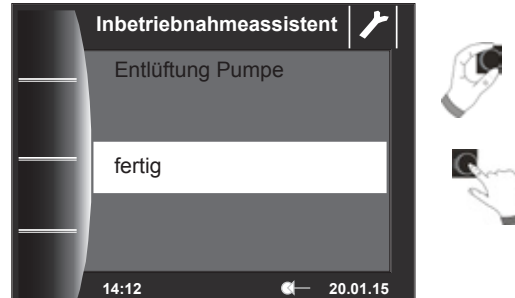 Inbetriebnahmeassistent
Entlüftung Pumpe
fertig
14:12 20.01.15